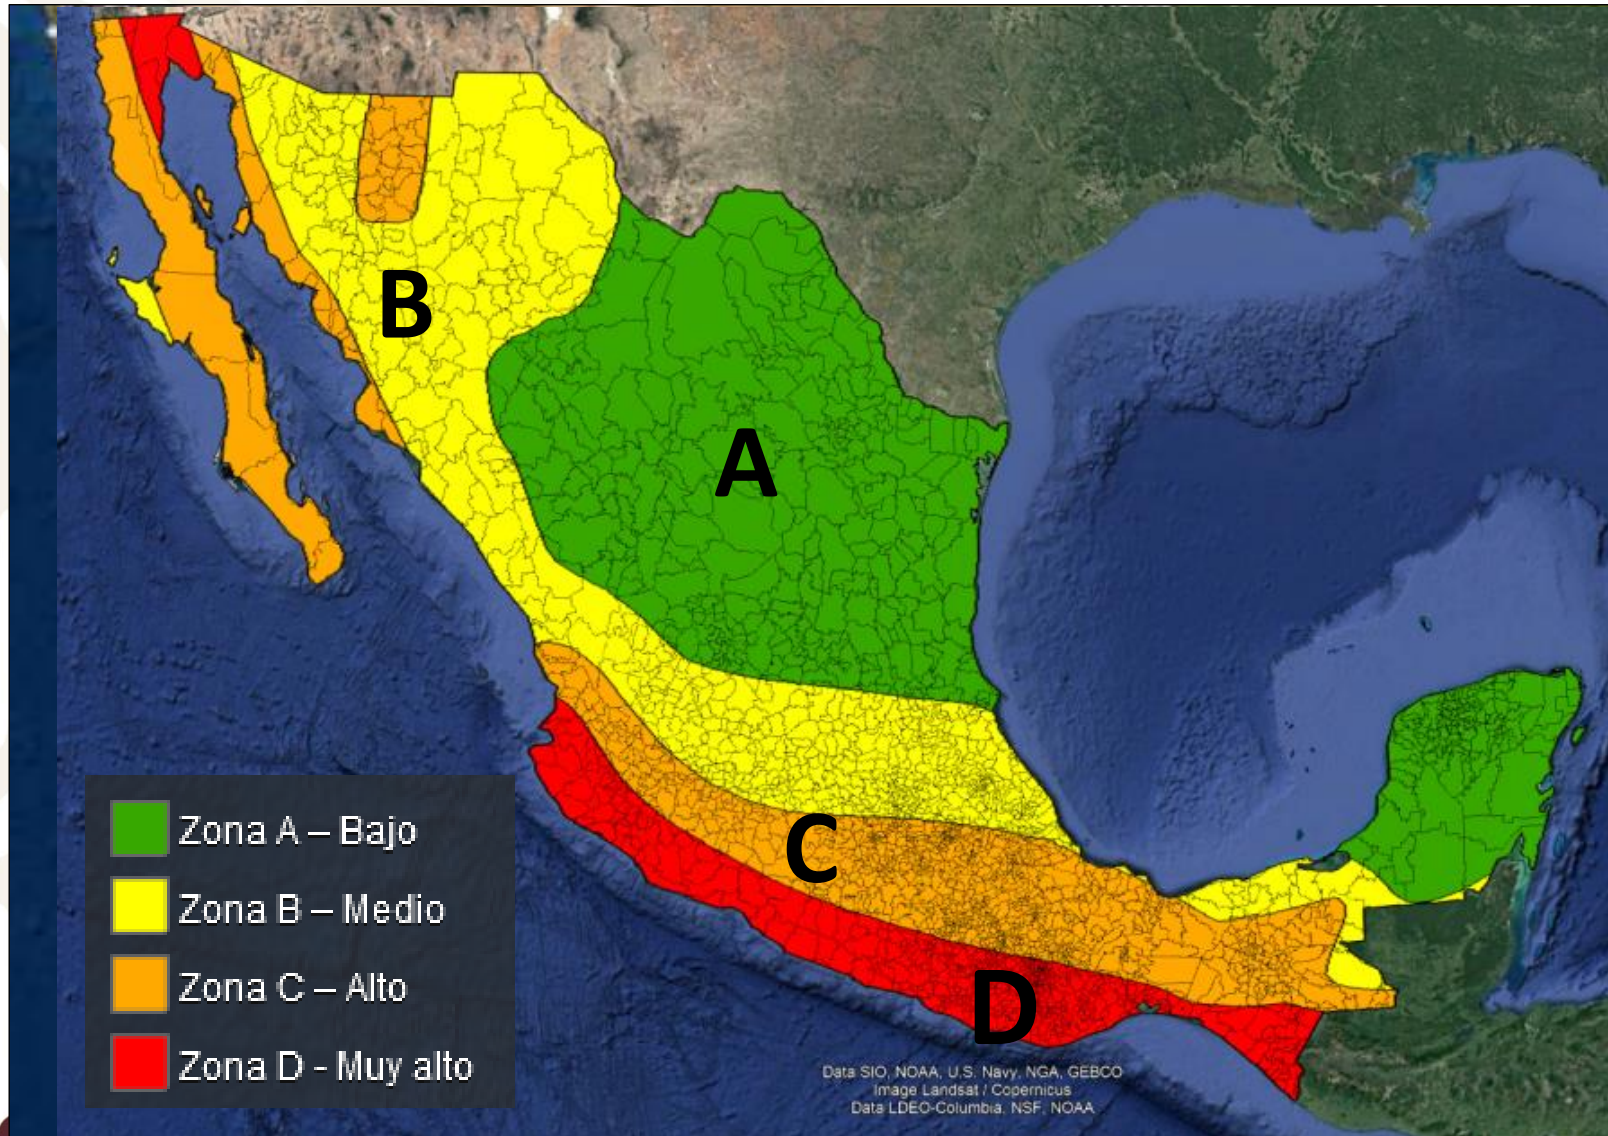 B
A
C
D
Zona A – Bajo
Zona B – Medio
Zona C – Alto
Zona D - Muy alto
Data SIO, NOAA, U.S. Navy, NGA, GEBCO
Image Landsat / Copernicus
Data LDEO-Columbia, NSF, NOAA